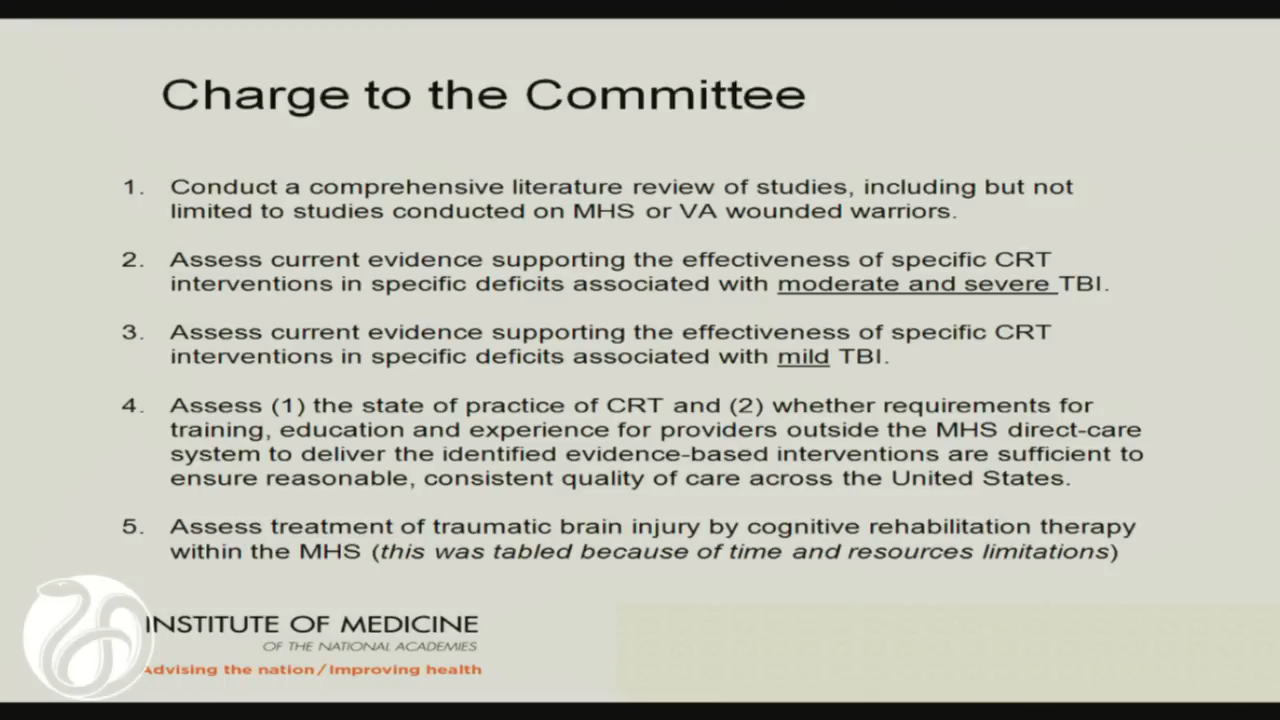 Charge to the Committee
1. Conduct a comprehensive literature review of studies, including but not
limited to studies conducted on MHS or VA wounded warriors.
2. Assess current evidence supporting the effectiveness of specific CRT
interventions in specific deficits associated with moderate and severe TBI.
3. Assess current evidence supporting the effectiveness of specific CRT
interventions in specific deficits associated with mild TBI.
4. Assess (1) the state of practice of CRT and (2) whether requirements for
training, education and experience for providers outside the MHS direct-care
system to deliver the identified evidence-based interventions are sufficient to
ensure reasonable, consistent quality of care across the United States.
5. Assess treatment of traumatic brain injury by cognitive rehabilitation therapy
within the MHS (this was tabled because of time and resources limitations)
INSTITUTE OF MEDICINE
OF THE NATIONAL ACADEMIES
Advising the nation/Improving health